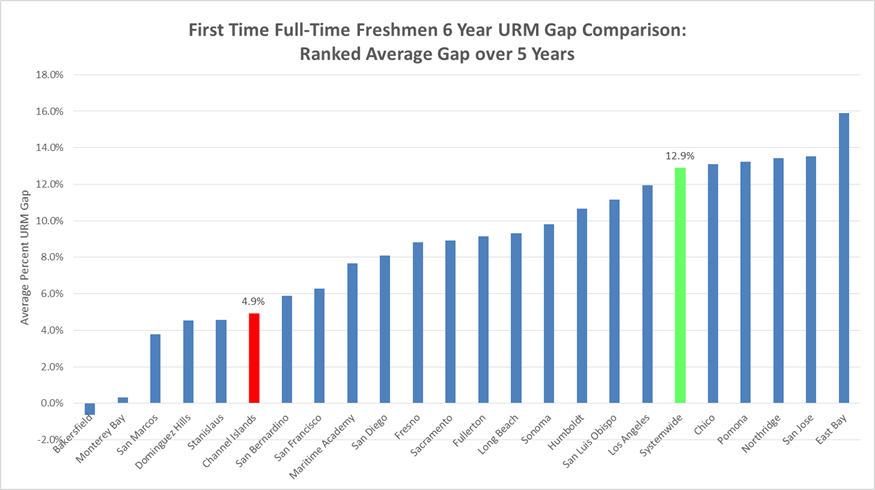 First Time Full-Time Freshmen 6 Year URM Gap Comparison:
Ranked Average Gap over 5 Years
Average Percent URM Gap
18.0%
16.0%
14.0%
12.0%
10.0%
8.0%
6.0%
4.0%
2.0%
0.0%
-2.0%
4.9%
12.9%
Bakersfield
Monterey Bay
San Marcos
Dominguez Hills
Stanislaus
Channel Islands
San Bernardino
San Francisco
Maritime Academy
San Diego
Fresno
Sacramento
Fullerton
Long Beach
Sonoma
Humboldt
San Luis Obispo
Los Angeles
Systemwide
Chico
Pomona
Northridge
San Jose
East Bay